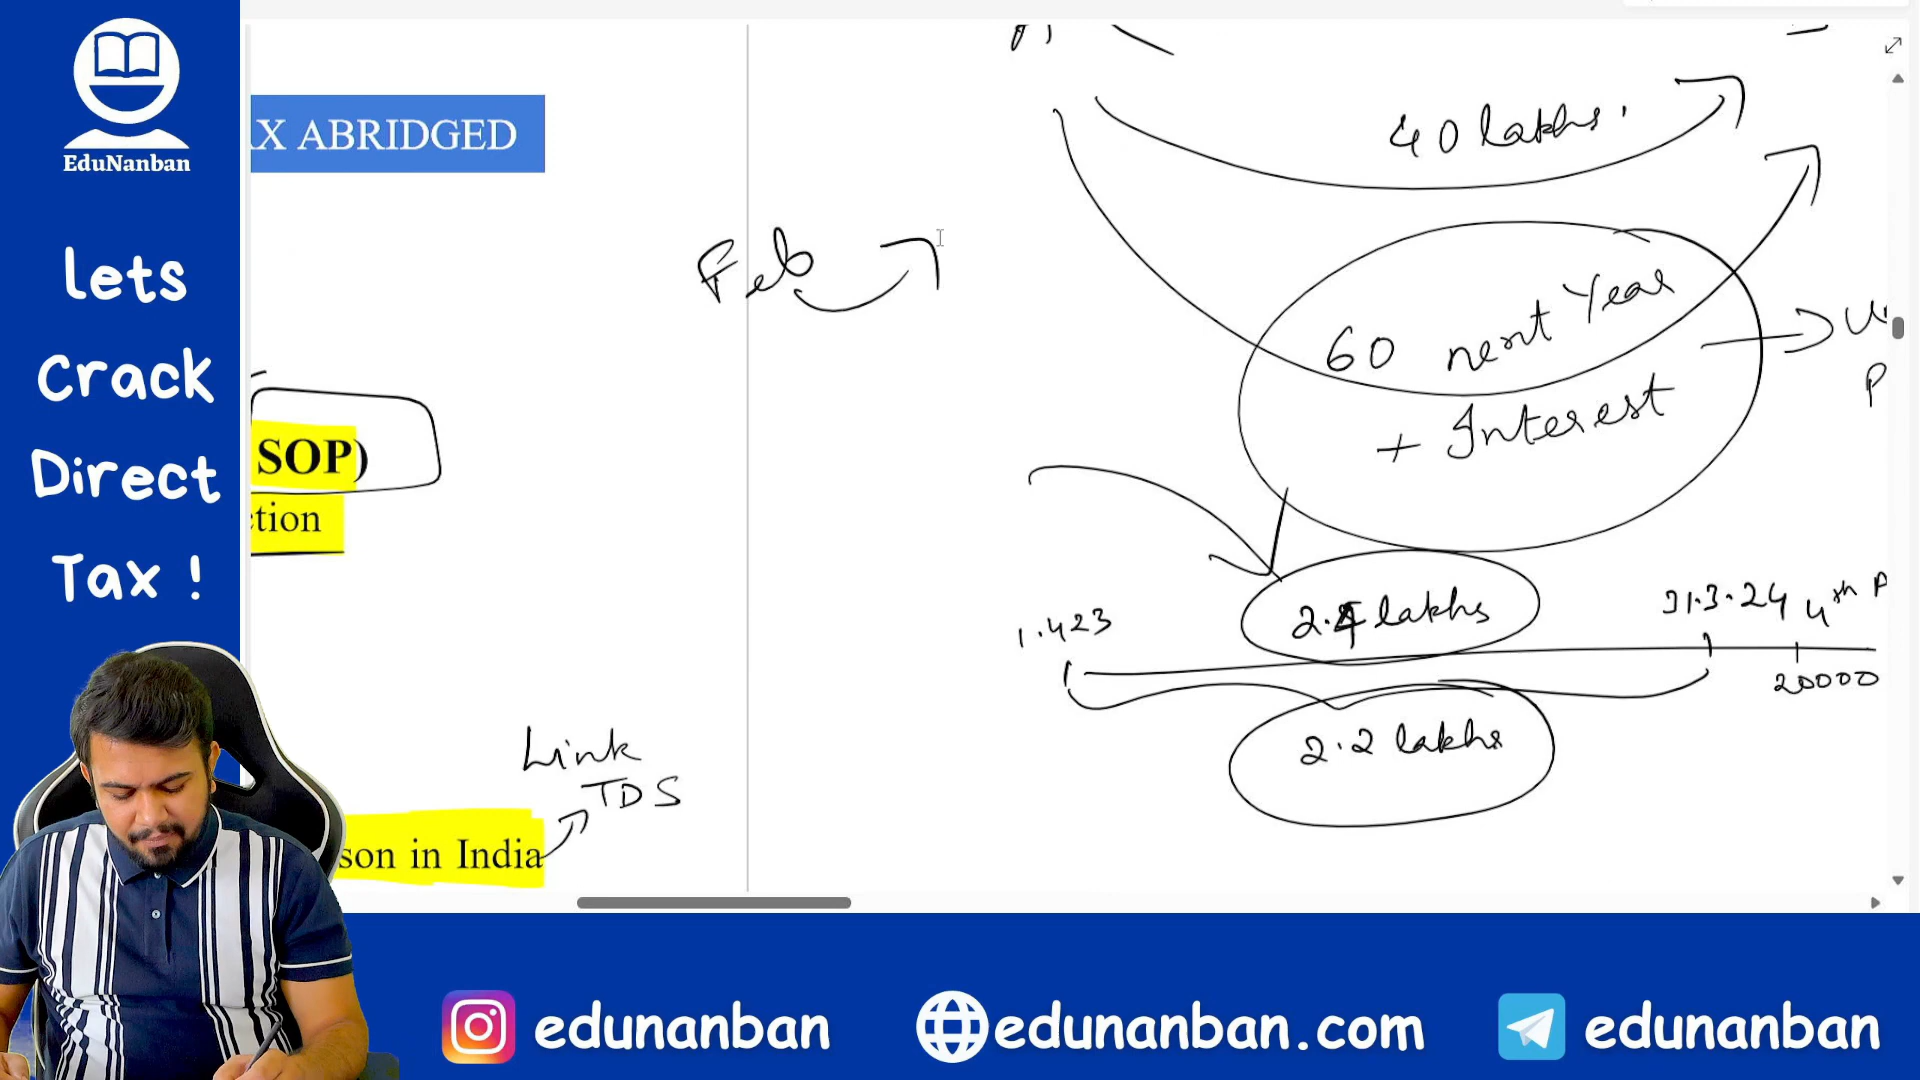 EduNanban
Lets
Crack
Direct
Tax !
X ABRIDGED
SOP)
tion
son in India
Link
TDS
Feb
40 lakhs.
60 next Year
+ Interest
2.4 lakhs
1.4.23
31.3.24
4th
20000
2.2 lakhs
edunanban
edunanban.com
edunanban